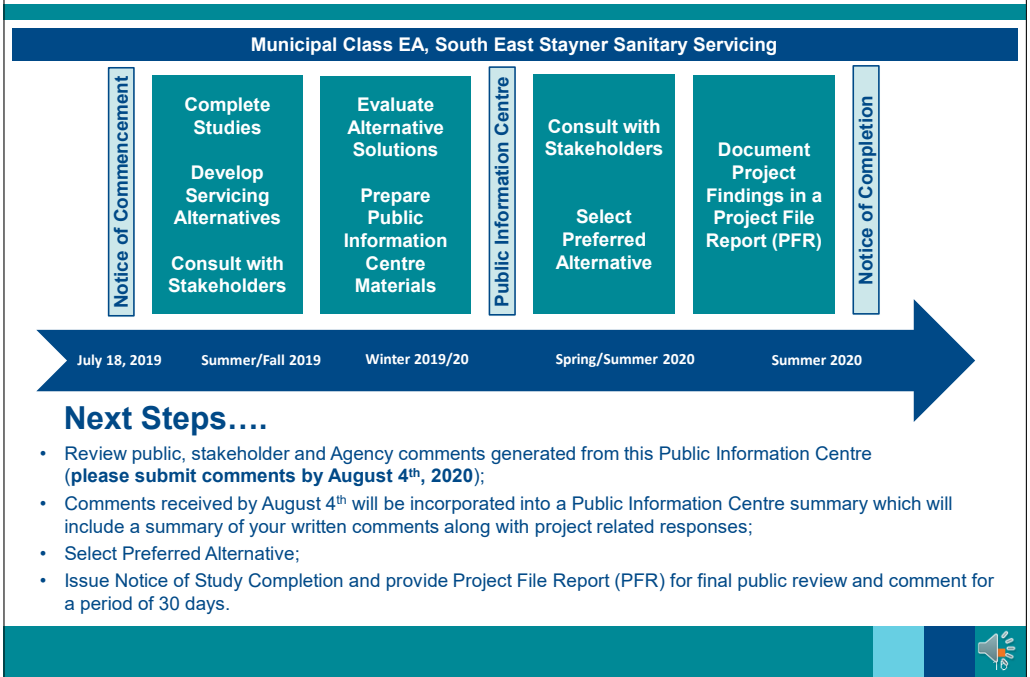 Municipal Class EA, South East Stayner Sanitary Servicing
Notice of Commencement
Complete
Studies
Develop
Servicing
Alternatives
Consult with
Stakeholders
Evaluate
Alternative
Solutions
Prepare
Public
Information
Centre
Materials
Public Information Centre
Consult with
Stakeholders
Select
Preferred
Alternative
Document
Project
Findings in a
Project File
Report (PFR)
Notice of Completion
July 18, 2019
Summer/Fall 2019
Winter 2019/20
Spring/Summer 2020
Summer 2020
Next Steps….
• Review public, stakeholder and Agency comments generated from this Public Information Centre
(please submit comments by August 4th, 2020);
• Comments received by August 4th will be incorporated into a Public Information Centre summary which will
include a summary of your written comments along with project related responses;
• Select Preferred Alternative;
• Issue Notice of Study Completion and provide Project File Report (PFR) for final public review and comment for
a period of 30 days.